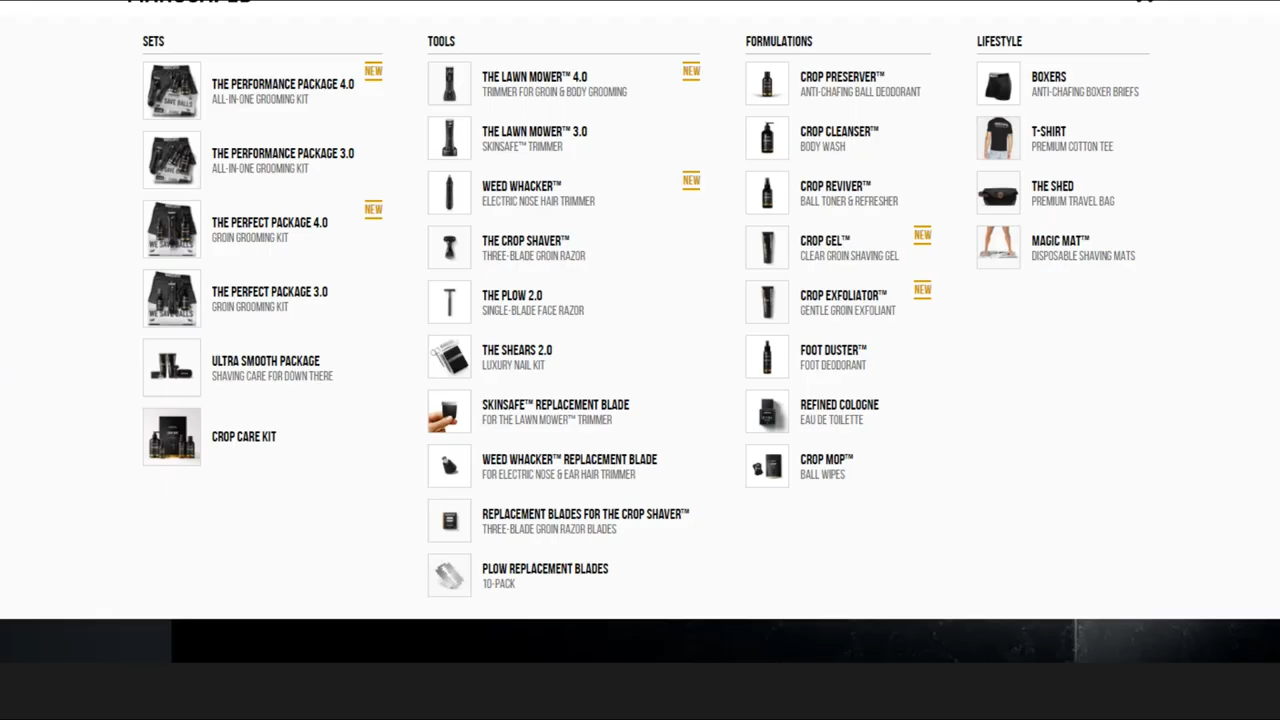 SETS
THE PERFORMANCE PACKAGE 4.0
NEW
ALL-IN-ONE GROOMING KIT
THE PERFORMANCE PACKAGE 3.0
ALL-IN-ONE GROOMING KIT
THE PERFECT PACKAGE 4.0
NEW
GROIN GROOMING KIT
THE PERFECT PACKAGE 3.0
GROIN GROOMING KIT
ULTRA SMOOTH PACKAGE
SHAVING CARE FOR DOWN THERE
CROP CARE KIT
TOOLS
THE LAWN MOWER™ 4.0
NEW
TRIMMER FOR GROIN & BODY GROOMING
THE LAWN MOWER™ 3.0
SKINSAFE™ TRIMMER
WEED WHACKER™
NEW
ELECTRIC NOSE HAIR TRIMMER
THE CROP SHAVER™
THREE-BLADE GROIN RAZOR
THE PLOW 2.0
SINGLE-BLADE FACE RAZOR
THE SHEARS 2.0
LUXURY NAIL KIT
SKINSAFE™ REPLACEMENT BLADE
FOR THE LAWN MOWER™ TRIMMER
WEED WHACKER™ REPLACEMENT BLADE
FOR ELECTRIC NOSE & EAR HAIR TRIMMER
REPLACEMENT BLADES FOR THE CROP SHAVER™
THREE-BLADE GROIN RAZOR BLADES
PLOW REPLACEMENT BLADES
10-PACK
FORMULATIONS
CROP PRESERVER™
ANTI-CHAFING BALL DEODORANT
CROP CLEANSER™
BODY WASH
CROP REVIVER™
BALL TONER & REFRESHER
CROP GEL™
NEW
CLEAR GROIN SHAVING GEL
CROP EXFOLIATOR™
NEW
GENTLE GROIN EXFOLIANT
FOOT DUSTER™
FOOT DEODORANT
REFINED COLOGNE
EAU DE TOILETTE
CROP MOP™
BALL WIPES
LIFESTYLE
BOXERS
ANTI-CHAFING BOXER BRIEFS
T-SHIRT
PREMIUM COTTON TEE
THE SHED
PREMIUM TRAVEL BAG
MAGIC MAT™
DISPOSABLE SHAVING MATS